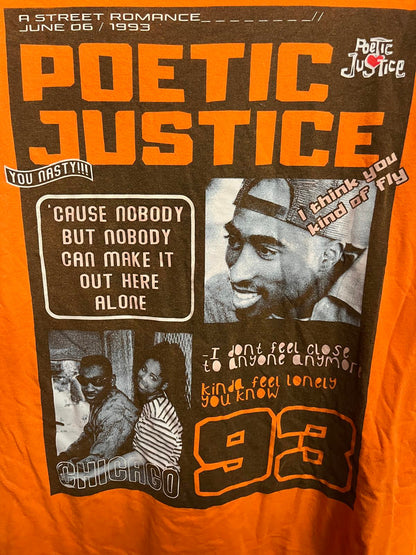 A STREET ROMANCE_ _ _ _ _ _ _ _ _//
JUNE 06 / 1993
POETIC
JUSTICE
Poetic
Justice
YOU NASTY!!!
I think you
kind of fly
'CAUSE NOBODY
BUT NOBODY
CAN MAKE IT
OUT HERE
ALONE
-I dont feel close
to anyone anymore
kinda feel lonely
you know
CHICAGO
93